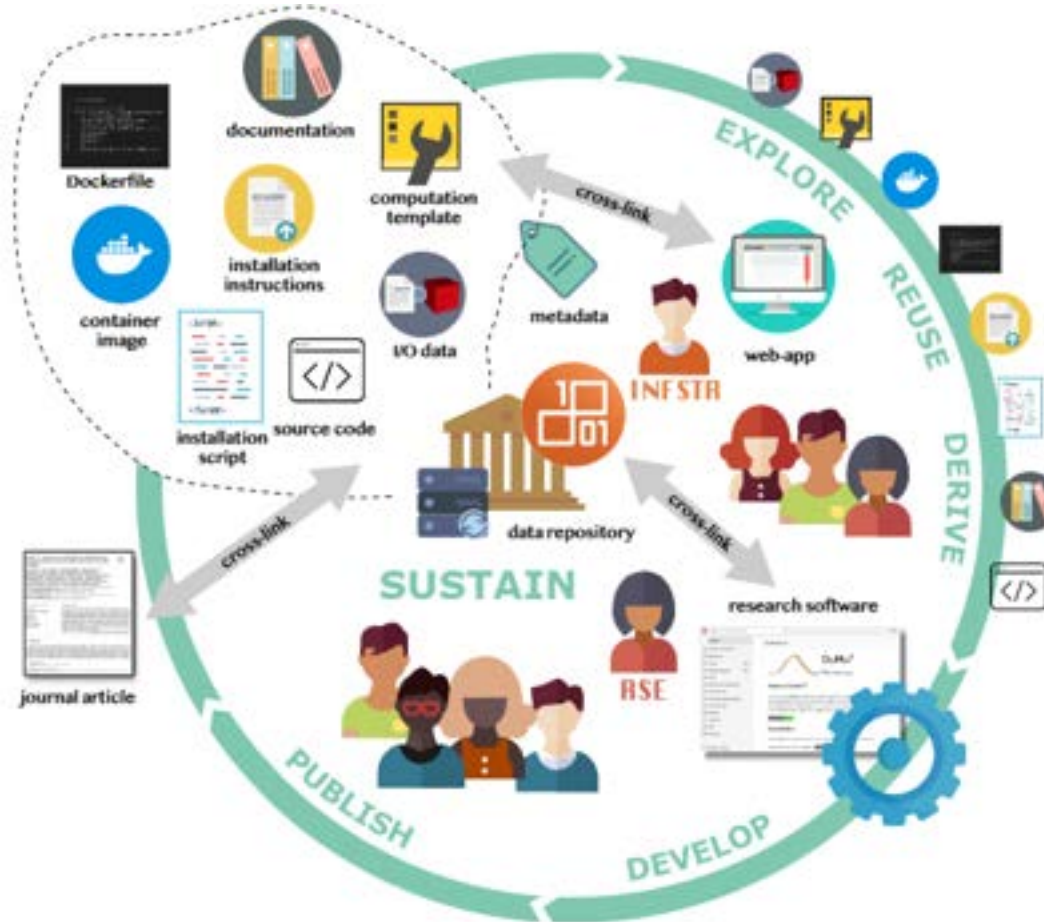 documentation
Dockerfile
computation
template
cross-link
EXPLORE
installation
instructions
container
image
I/O data
metadata
web-app
REUSE
INFSTR
installation
script
source code
data repository
cross-link
cross-link
DERIVE
SUSTAIN
research software
journal article
RSE
PUBLISH
DEVELOP